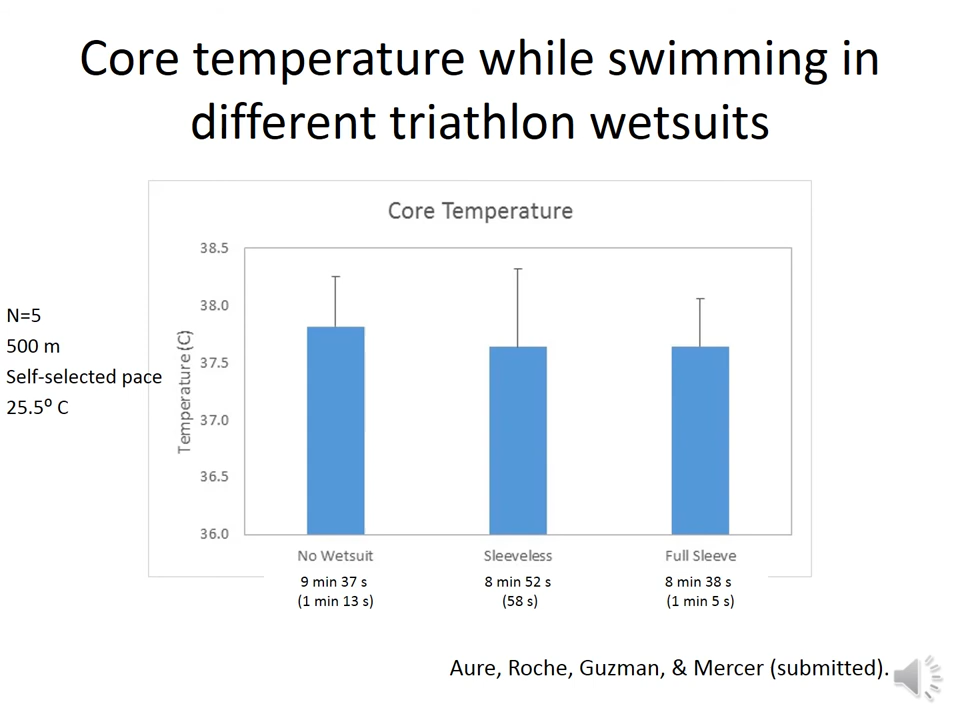 Core temperature while swimming in
different triathlon wetsuits
Core Temperature
N=5
500 m
Self-selected pace
25.5⁰ C
Temperature (C)
38.5
38.0
37.5
37.0
36.5
36.0
No Wetsuit Sleeveless Full Sleeve
9 min 37 s 8 min 52 s 8 min 38 s
(1 min 13 s) (58 s) (1 min 5 s)
Aure, Roche, Guzman, & Mercer (submitted).